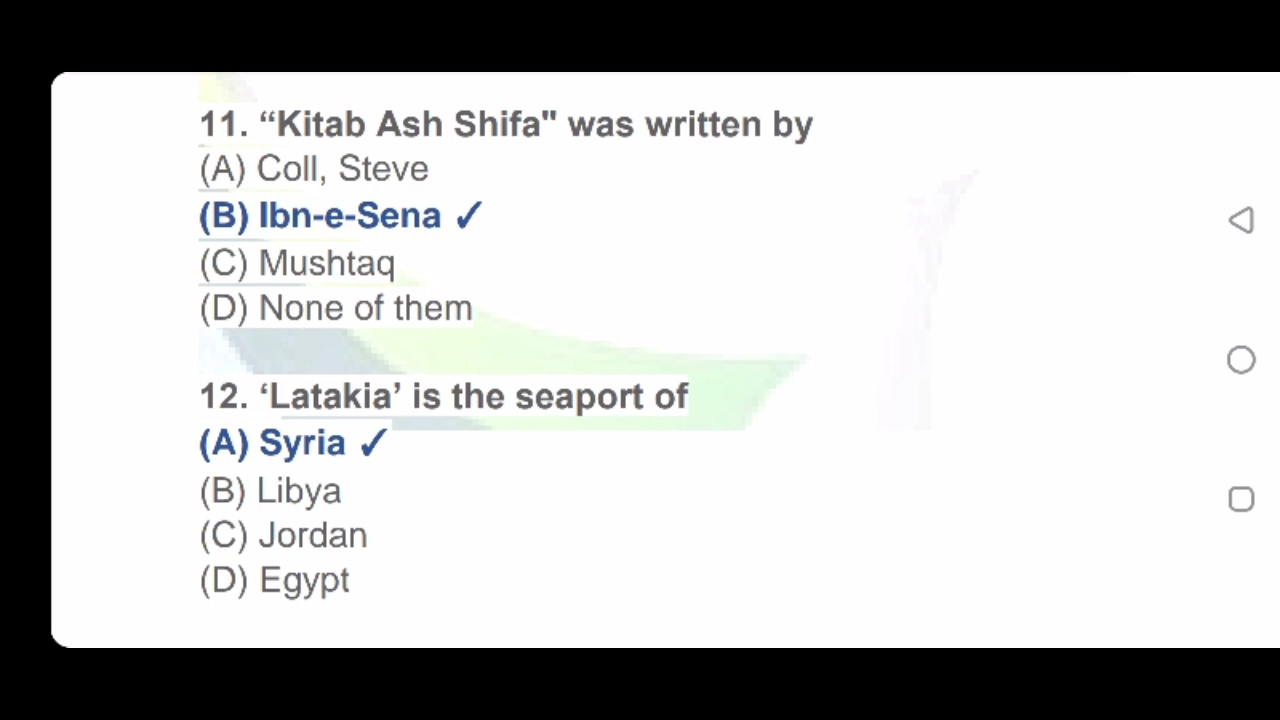 11. “Kitab Ash Shifa" was written by
(A) Coll, Steve
(B) Ibn-e-Sena ✓
(C) Mushtaq
(D) None of them
12. ‘Latakia’ is the seaport of
(A) Syria ✓
(B) Libya
(C) Jordan
(D) Egypt